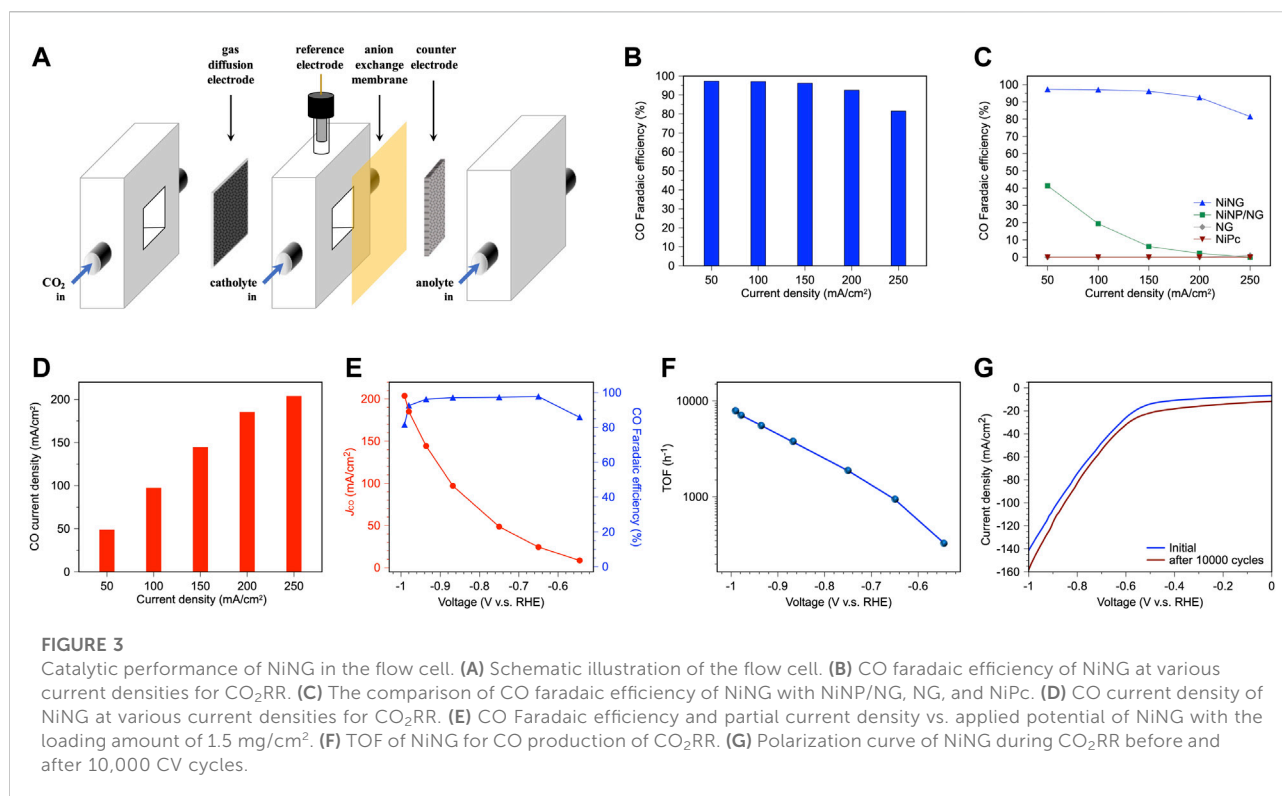 A
gas
diffusion
electrode
reference
electrode
anion
exchange
membrane
counter
electrode
CO₂
in
catholyte
in
anolyte
in
B
CO Faradaic efficiency (%)
100
90
80
70
60
50
40
30
20
10
0
50 100 150 200 250
Current density (mA/cm²)
C
CO Faradaic efficiency (%)
100
90
80
70
60
50
40
30
20
10
0
NiNG
NiNP/NG
NG
NiPc
50 100 150 200 250
Current density (mA/cm²)
D
CO current density (mA/cm²)
200
150
100
50
0
50 100 150 200 250
Current density (mA/cm²)
E
Jco (mA/cm²)
200
150
100
50
0
CO Faradaic efficiency (%)
100
80
60
40
20
0
-1 -0.9 -0.8 -0.7 -0.6
Voltage (V v.s. RHE)
F
TOF (h⁻¹)
10000
1000
-1 -0.9 -0.8 -0.7 -0.6
Voltage (V v.s. RHE)
G
Current density (mA/cm²)
0
-20
-40
-60
-80
-100
-120
-140
-160
Initial
after 10000 cycles
-1 -0.8 -0.6 -0.4 -0.2 0
Voltage (V v.s. RHE)
FIGURE 3
Catalytic performance of NiNG in the flow cell. (A) Schematic illustration of the flow cell. (B) CO faradaic efficiency of NiNG at various
current densities for CO₂RR. (C) The comparison of CO faradaic efficiency of NiNG with NiNP/NG, NG, and NiPc. (D) CO current density of
NiNG at various current densities for CO₂RR. (E) CO Faradaic efficiency and partial current density vs. applied potential of NiNG with the
loading amount of 1.5 mg/cm². (F) TOF of NiNG for CO production of CO₂RR. (G) Polarization curve of NiNG during CO₂RR before and
after 10,000 CV cycles.